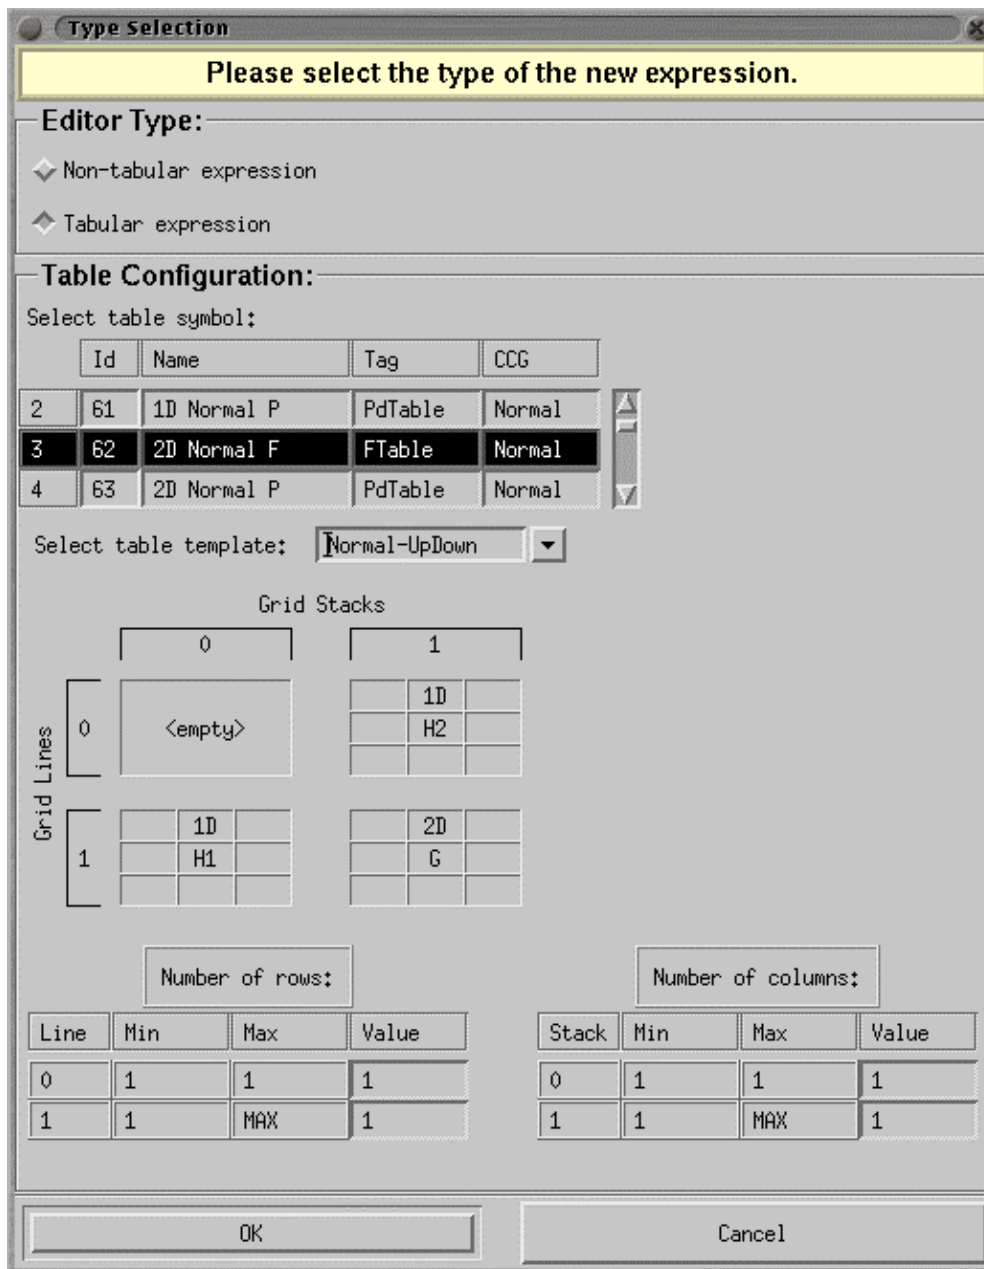 Type Selection
Please select the type of the new expression.
Editor Type:
Non-tabular expression
Tabular expression
Table Configuration:
Select table symbol:
Id Name Tag CCG
2 61 1D Normal P PdTable Normal
3 62 2D Normal F FTable Normal
4 63 2D Normal P PdTable Normal
Select table template: Normal-UpDown
Grid Stacks
0 1
Grid Lines
0 <empty> 1D
H2
1 1D 2D
H1 G
Number of rows: Number of columns:
Line Min Max Value Stack Min Max Value
0 1 1 1 0 1 1 1
1 1 MAX 1 1 1 MAX 1
OK Cancel